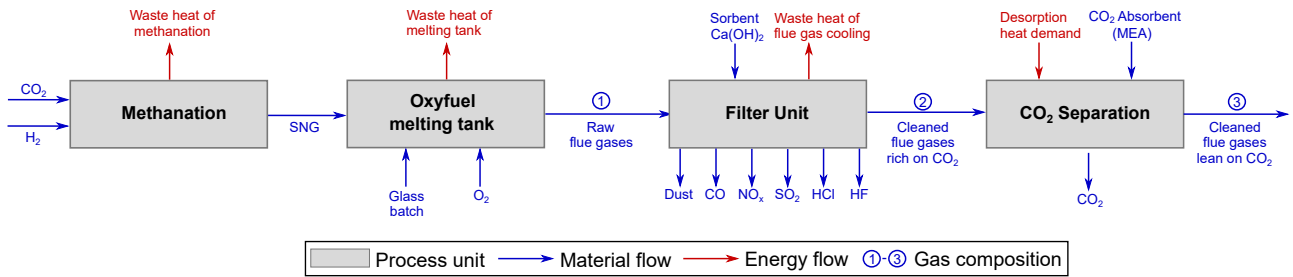 Waste heat of
methanation
Waste heat of
melting tank
Sorbent
Ca(OH)₂
Waste heat of
flue gas cooling
Desorption
heat demand
CO₂ Absorbent
(MEA)
CO₂
H₂
Methanation
SNG
Oxyfuel
melting tank
①
Raw
flue gases
Filter Unit
②
Cleaned
flue gases
rich on CO₂
CO₂ Separation
③
Cleaned
flue gases
lean on CO₂
Glass
batch
O₂
Dust
CO
NOₓ
SO₂
HCl
HF
CO₂
Process unit
Material flow
Energy flow
①-③ Gas composition